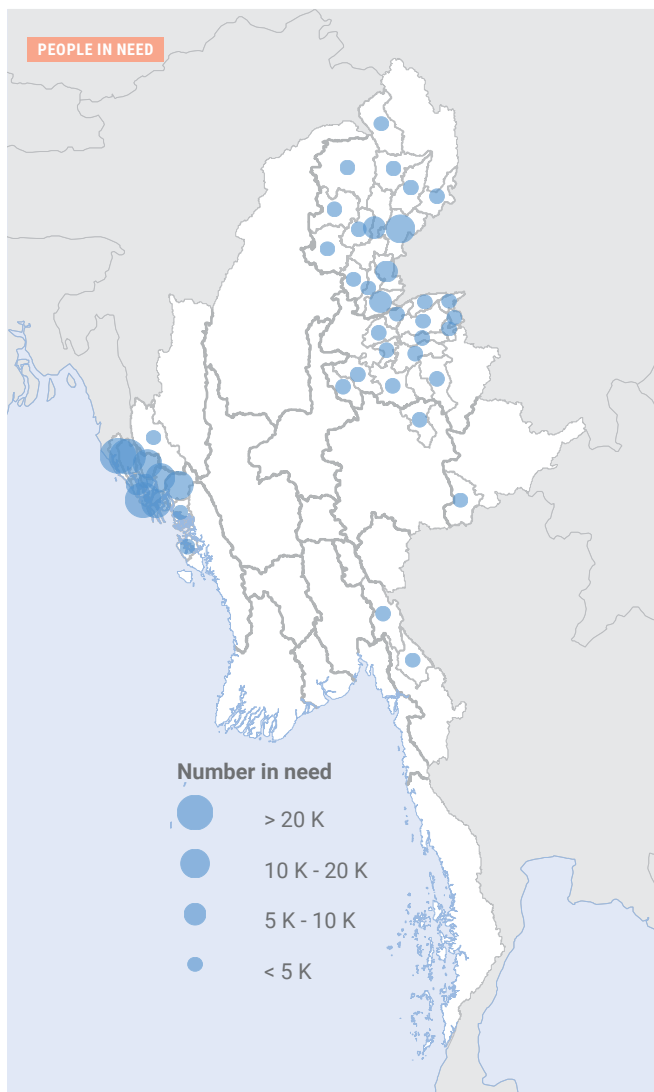 PEOPLE IN NEED
Number in need
> 20 K
10 K - 20 K
5 K - 10 K
< 5 K